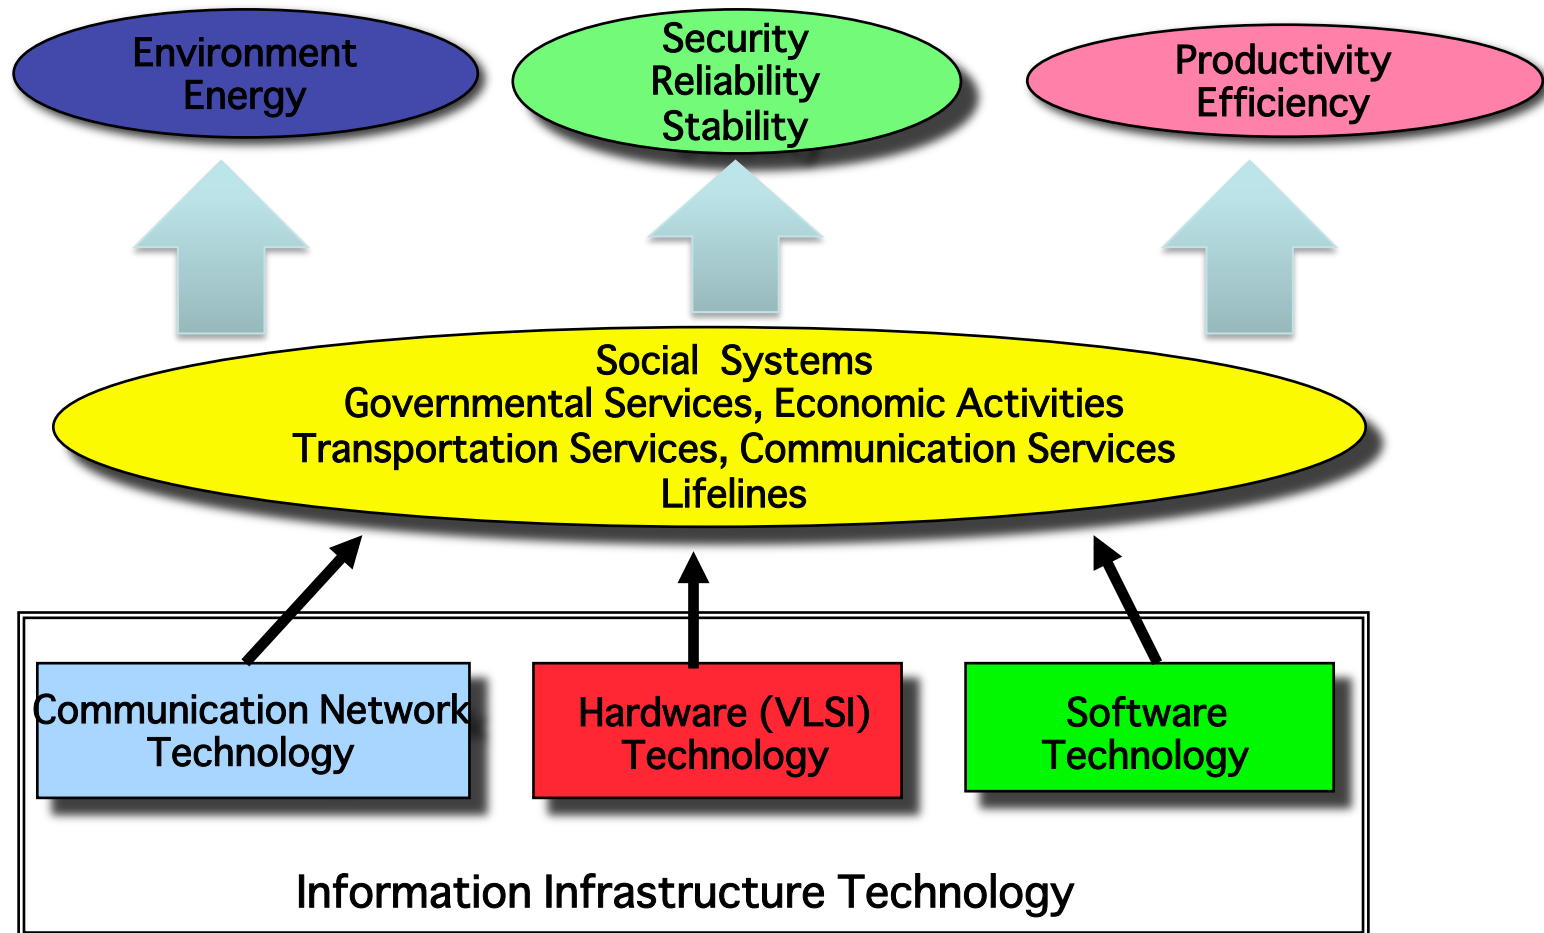 Environment
Energy
Security
Reliability
Stability
Productivity
Efficiency
Social Systems
Governmental Services, Economic Activities
Transportation Services, Communication Services
Lifelines
Communication Network
Technology
Hardware (VLSI)
Technology
Software
Technology
Information Infrastructure Technology